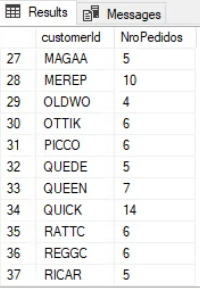 Results Messages
customerId NroPedidos
27 MAGAA 5
28 MEREP 10
29 OLDWO 4
30 OTTIK 6
31 PICCO 6
32 QUEDE 5
33 QUEEN 7
34 QUICK 14
35 RATTC 6
36 REGGC 6
37 RICAR 5